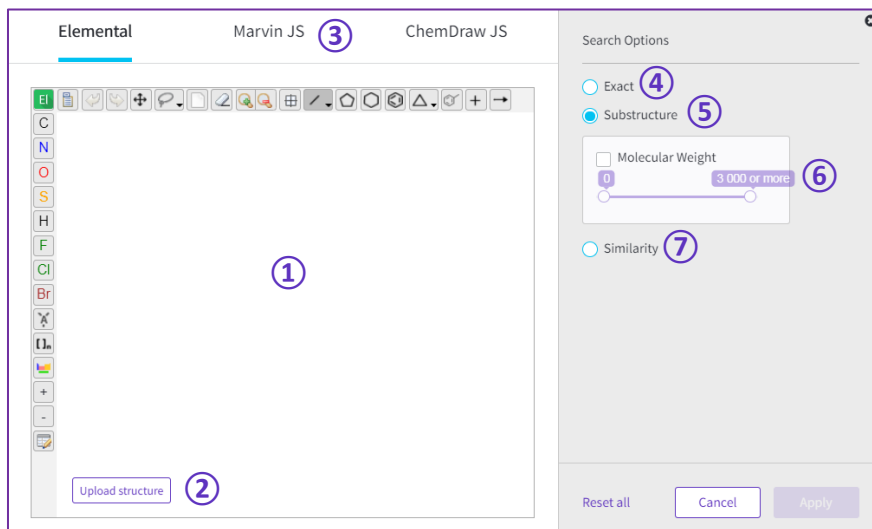 Elemental Marvin JS ③ ChemDraw JS
Search Options
Exact ④
Substructure ⑤
Molecular Weight
0 3 000 or more ⑥
Similarity ⑦
El
C
N
O
S
H
F
Cl
Br
A
[ ]n
+
-
①
Upload structure ②
Reset all Cancel Apply